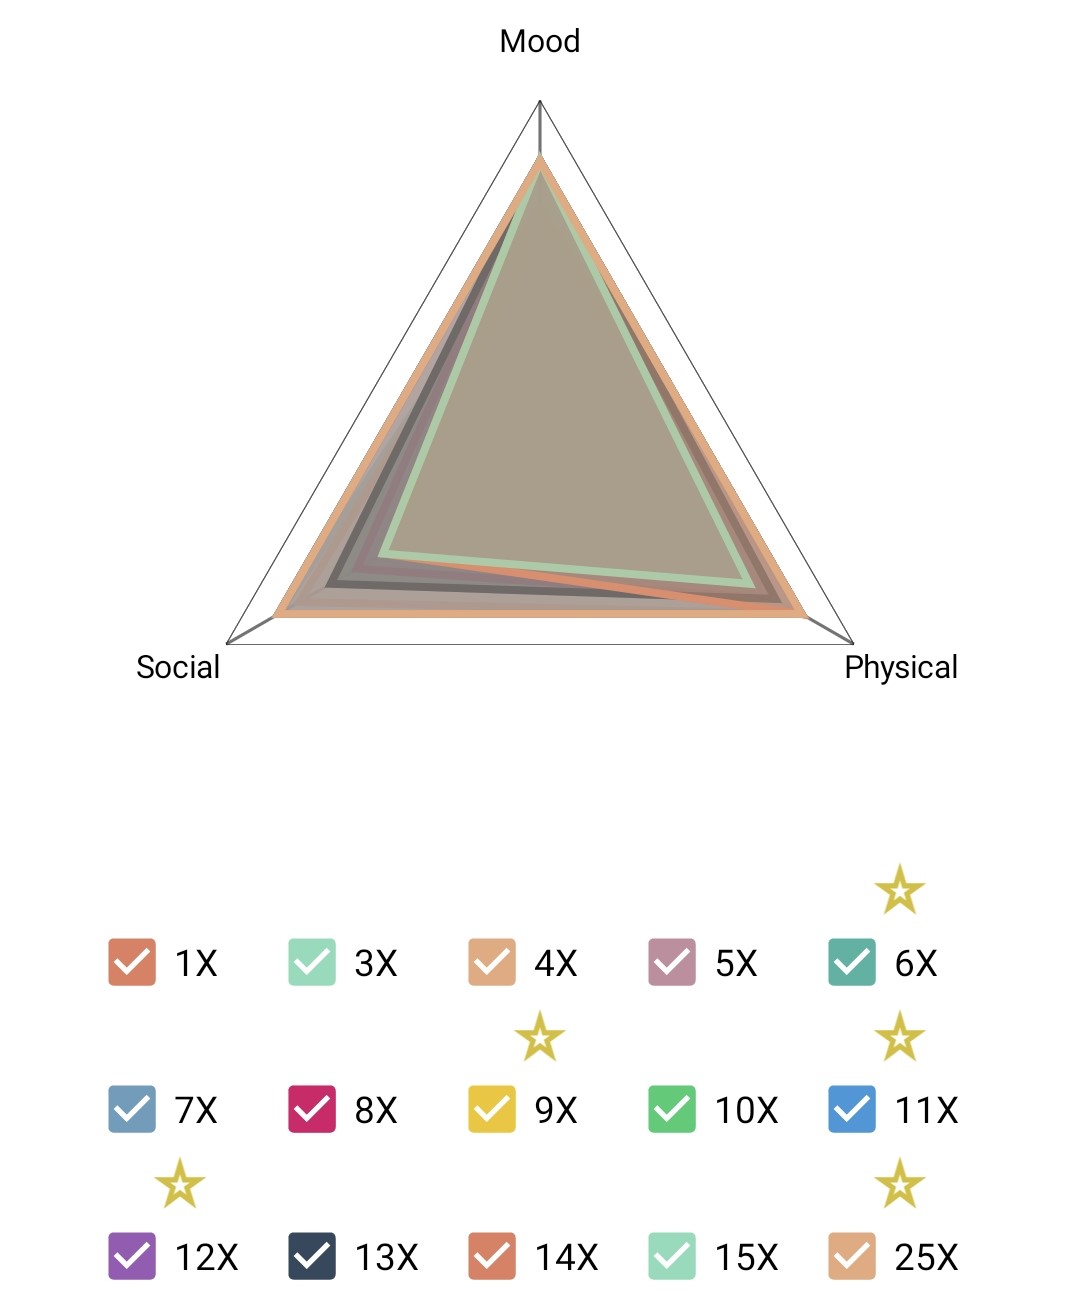 Mood
Social Physical
1X 3X 4X 5X 6X
7X 8X 9X 10X 11X
12X 13X 14X 15X 25X